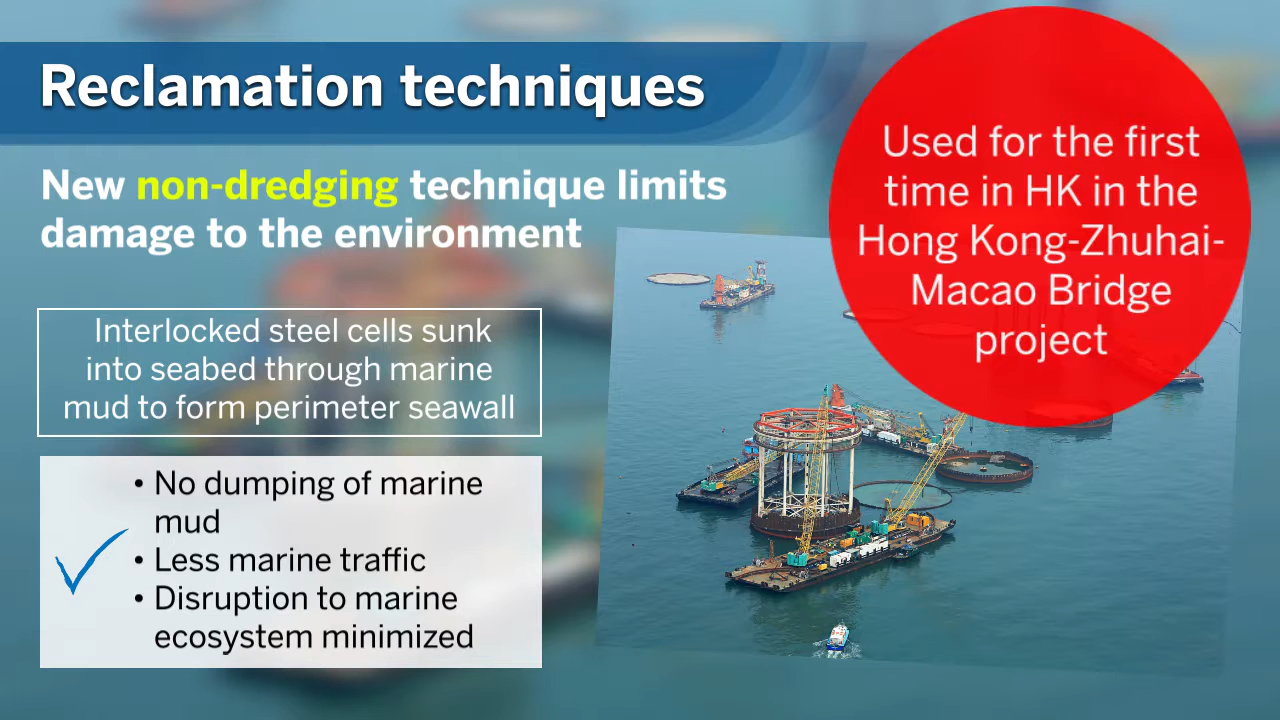 Reclamation techniques
New non-dredging technique limits
damage to the environment
Interlocked steel cells sunk
into seabed through marine
mud to form perimeter seawall
• No dumping of marine
mud
• Less marine traffic
• Disruption to marine
ecosystem minimized
Used for the first
time in HK in the
Hong Kong-Zhuhai-
Macao Bridge
project